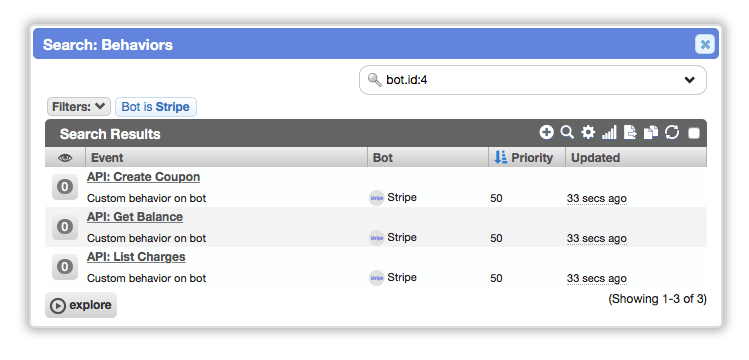 Search: Behaviors
bot.id:4
Filters: Bot is Stripe
Search Results
Event Bot Priority Updated
0 API: Create Coupon
Custom behavior on bot stripe Stripe 50 33 secs ago
0 API: Get Balance
Custom behavior on bot stripe Stripe 50 33 secs ago
0 API: List Charges
Custom behavior on bot stripe Stripe 50 33 secs ago
explore (Showing 1-3 of 3)